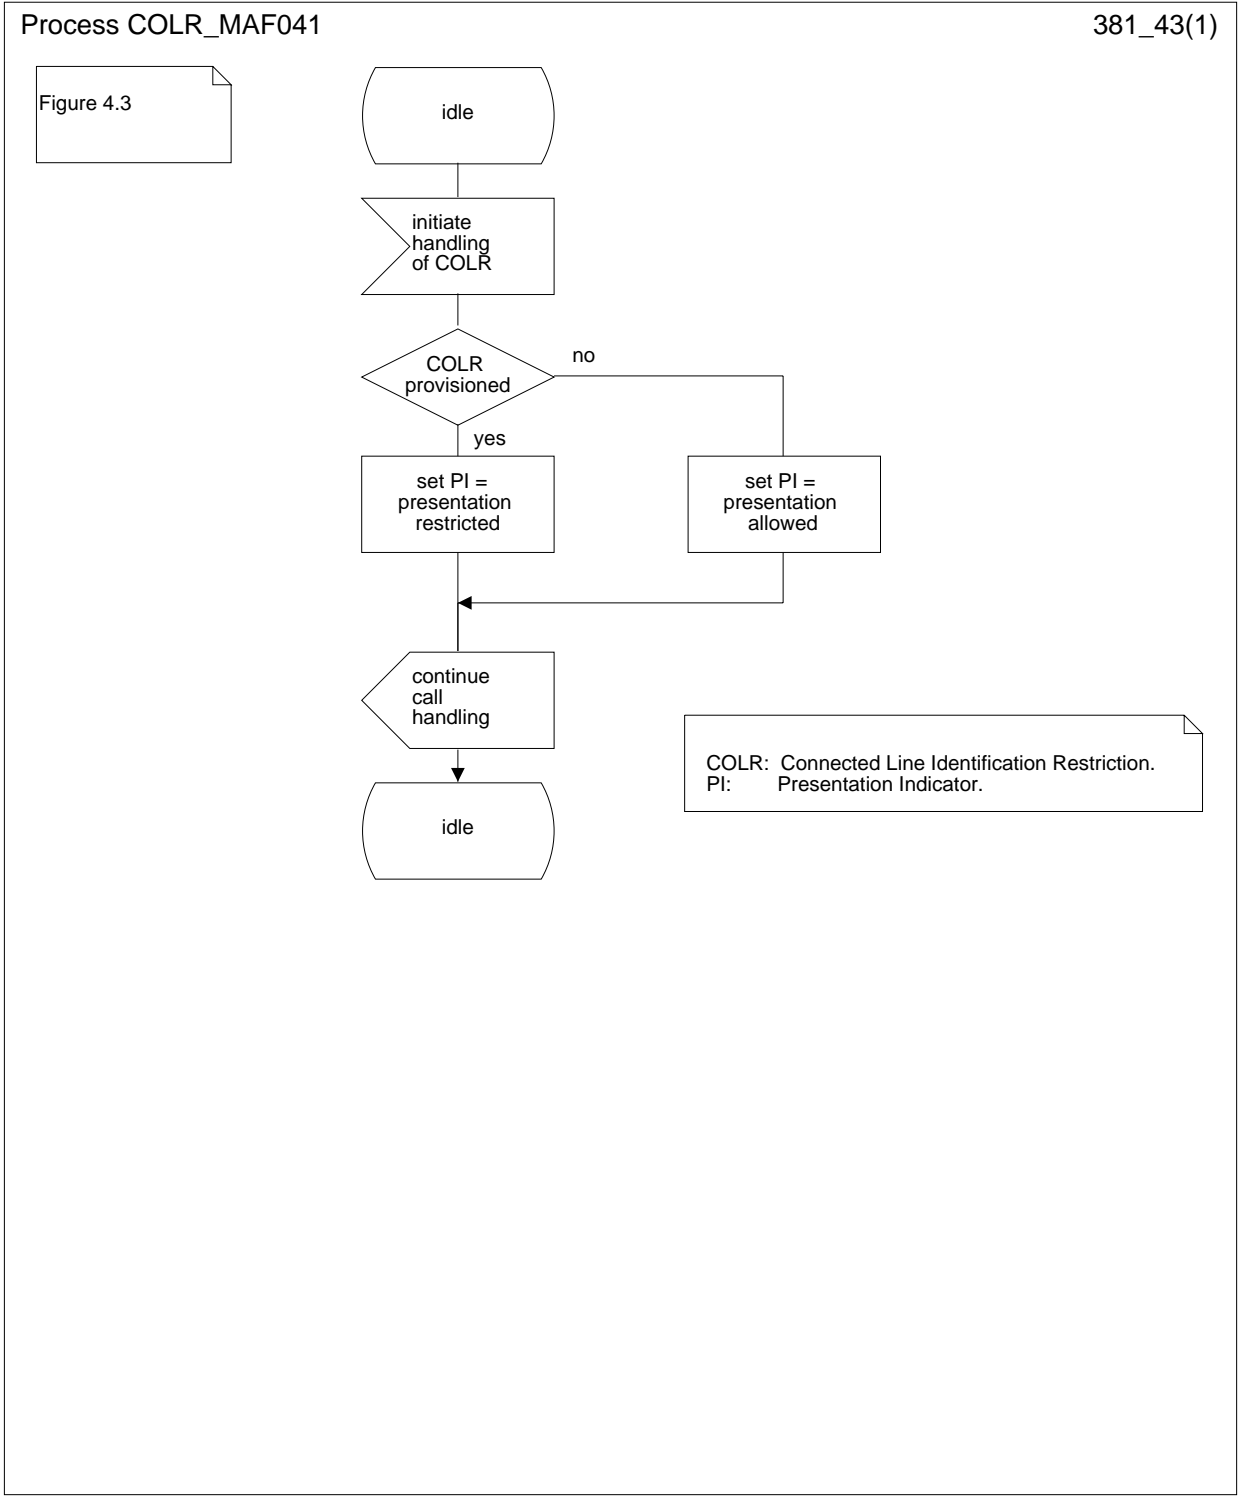 Process COLR_MAF041
381_43(1)
Figure 4.3
idle
initiate
handling
of COLR
COLR
provisioned
no
yes
set PI =
presentation
restricted
set PI =
presentation
allowed
continue
call
handling
COLR: Connected Line Identification Restriction.
PI: Presentation Indicator.
idle